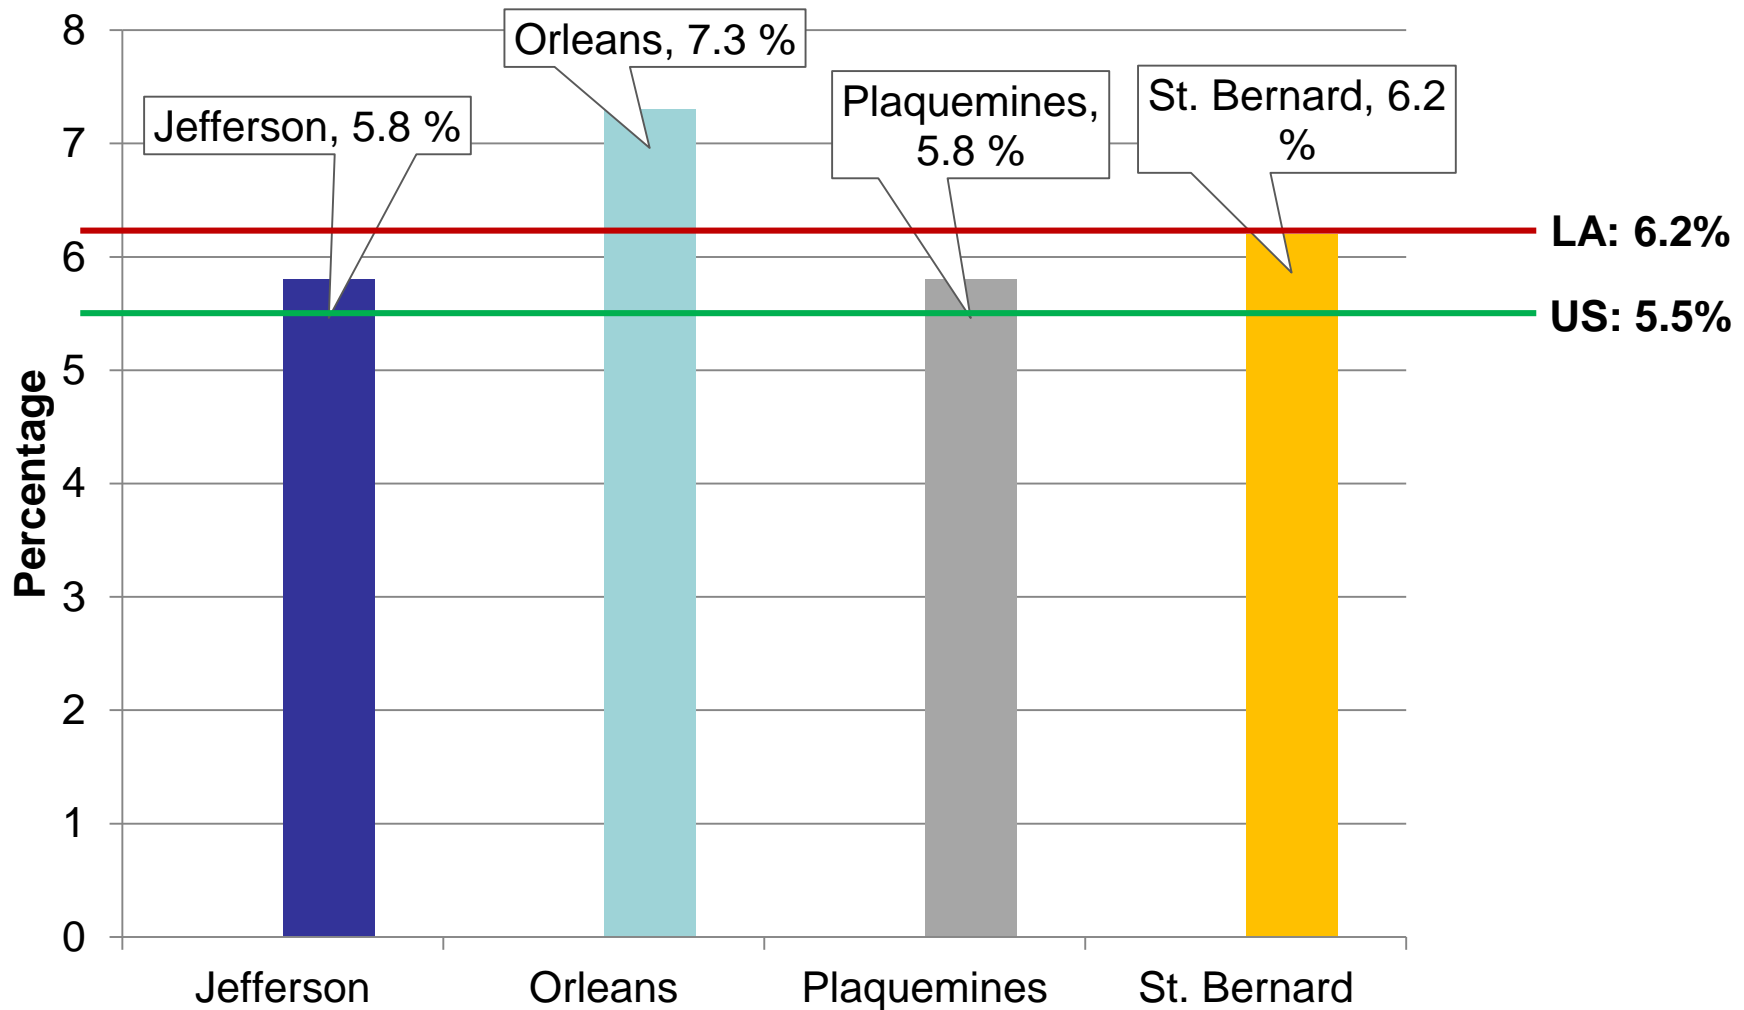 8
7
6
5
4
3
2
1
0
Percentage
Jefferson, 5.8 %
Orleans, 7.3 %
Plaquemines,
5.8 %
St. Bernard, 6.2
%
LA: 6.2%
US: 5.5%
Jefferson
Orleans
Plaquemines
St. Bernard